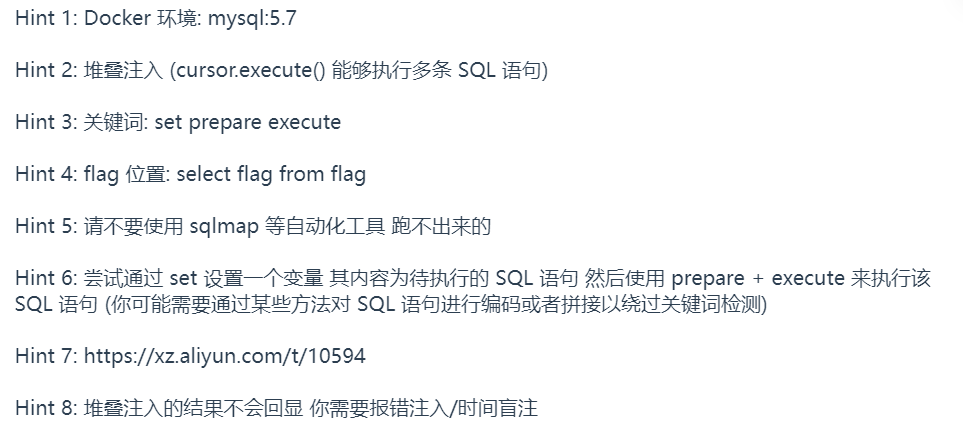 Hint 1: Docker 环境: mysql:5.7
Hint 2: 堆叠注入 (cursor.execute() 能够执行多条 SQL 语句)
Hint 3: 关键词: set prepare execute
Hint 4: flag 位置: select flag from flag
Hint 5: 请不要使用 sqlmap 等自动化工具 跑不出来的
Hint 6: 尝试通过 set 设置一个变量 其内容为待执行的 SQL 语句 然后使用 prepare + execute 来执行该
SQL 语句 (你可能需要通过某些方法对 SQL 语句进行编码或者拼接以绕过关键词检测)
Hint 7: https://xz.aliyun.com/t/10594
Hint 8: 堆叠注入的结果不会回显 你需要报错注入/时间盲注